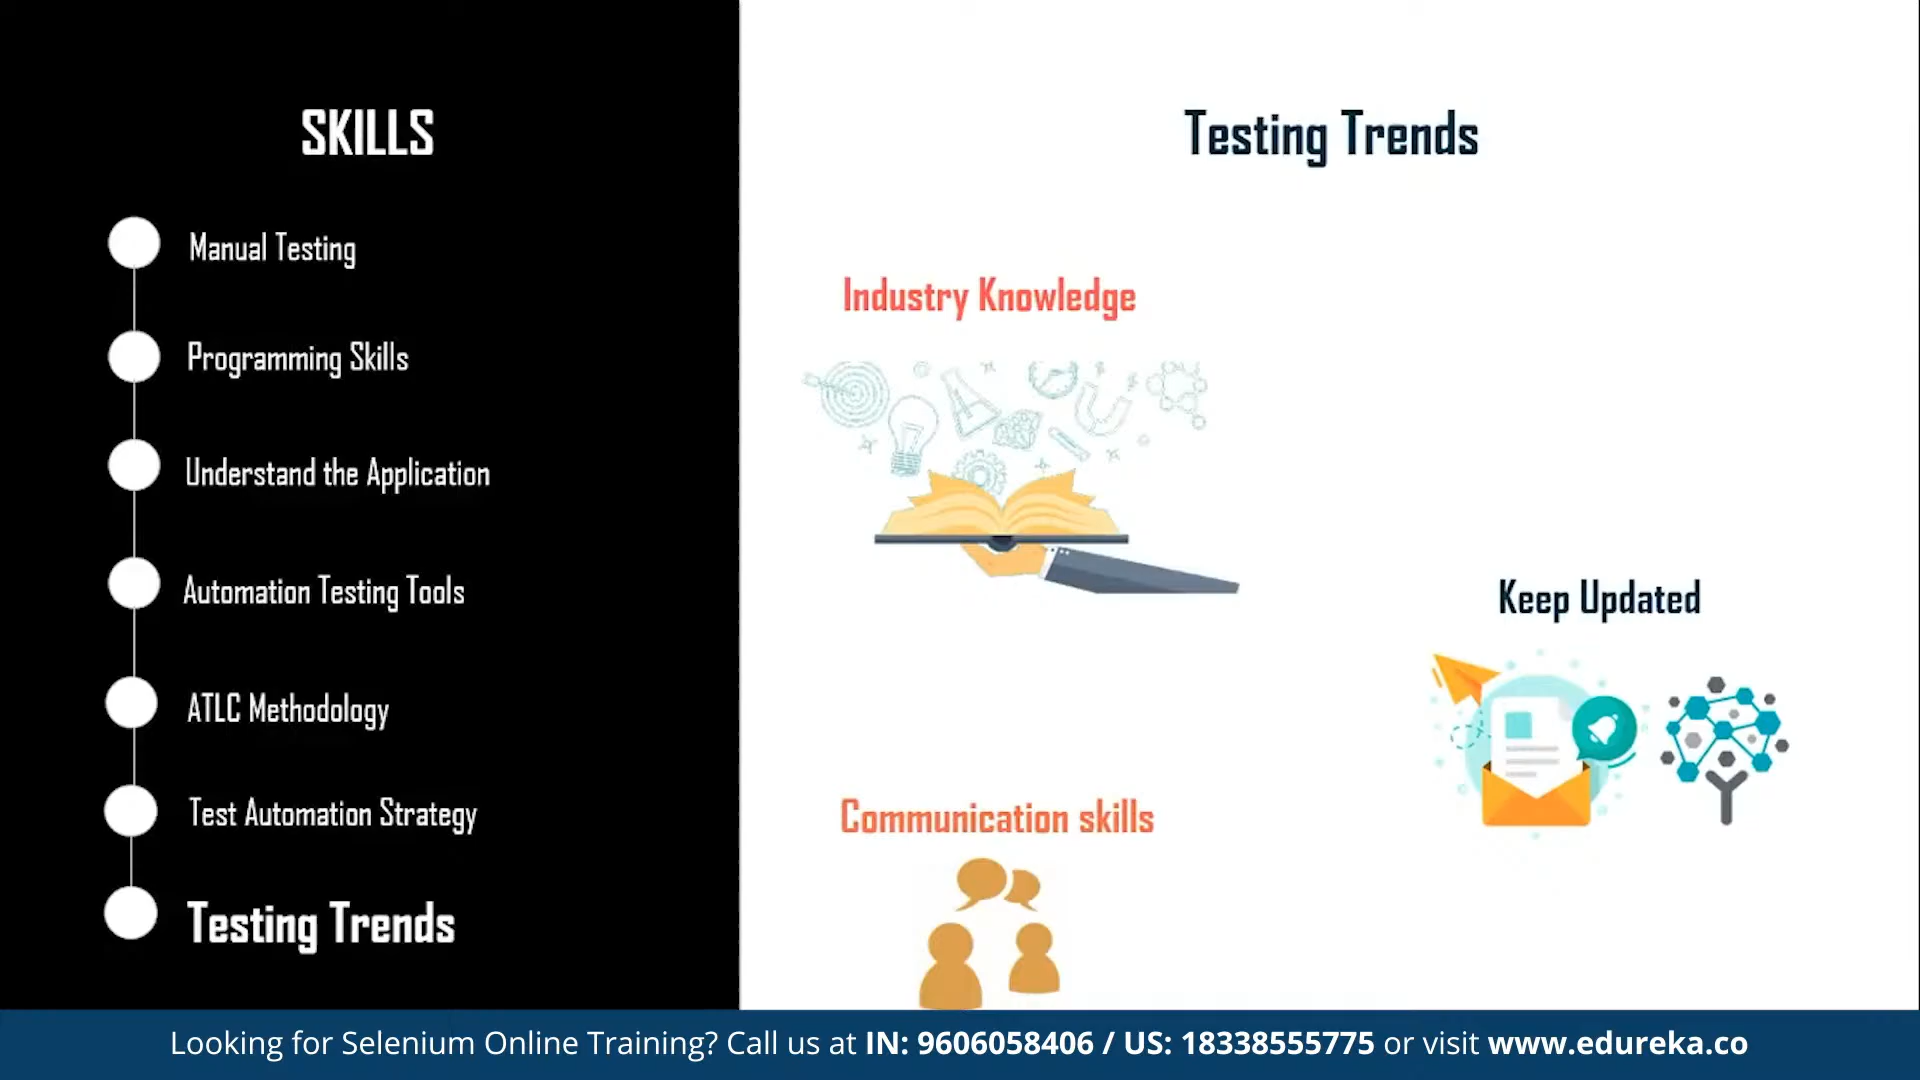 SKILLS
Manual Testing
Programming Skills
Understand the Application
Automation Testing Tools
ATLC Methodology
Test Automation Strategy
Testing Trends
Testing Trends
Industry Knowledge
Keep Updated
Communication skills
Looking for Selenium Online Training? Call us at IN: 9606058406 / US: 18338555775 or visit www.edureka.co